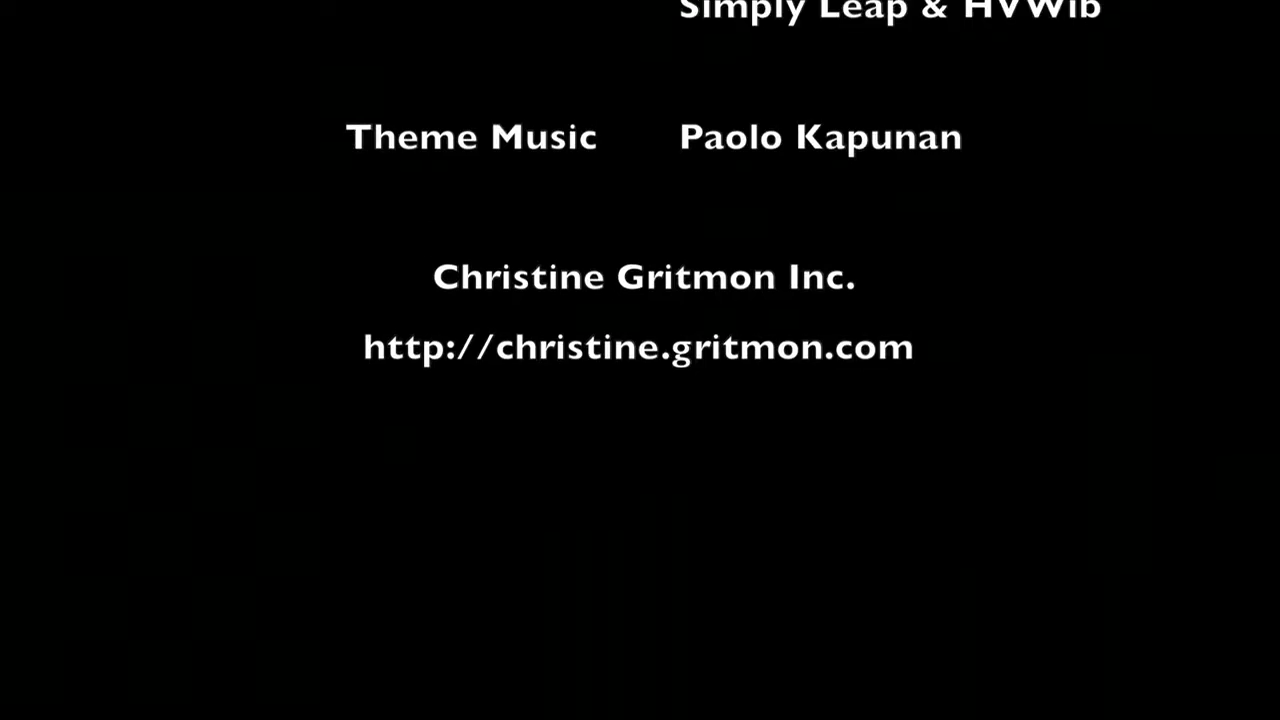 Simply Leap & HVWib
Theme Music Paolo Kapunan
Christine Gritmon Inc.
http://christine.gritmon.com